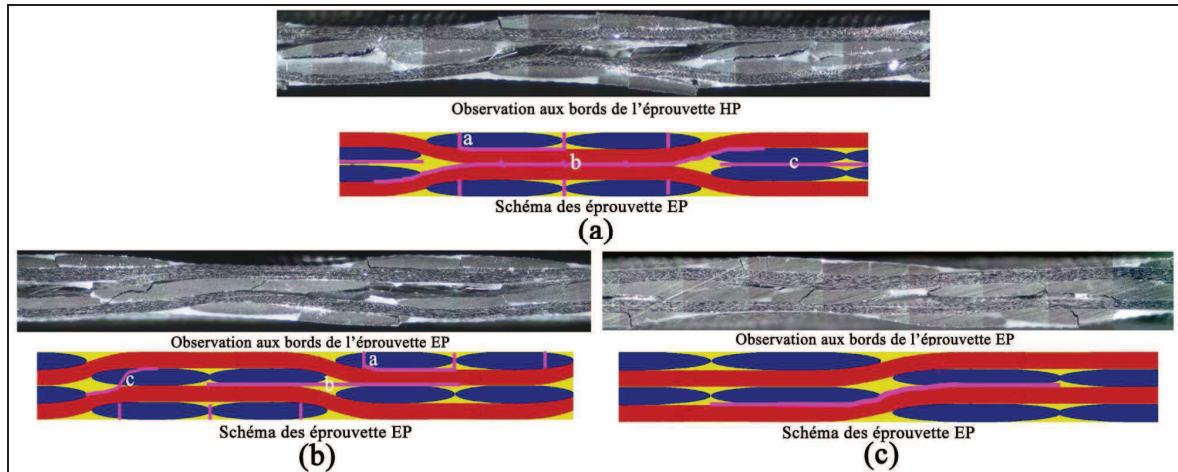 Observation aux bords de l'éprouvette HP
a
b
c
Schéma des éprouvette EP
(a)
Observation aux bords de l'éprouvette EP
a
c
b
Schéma des éprouvette EP
(b)
Observation aux bords de l'éprouvette EP
Schéma des éprouvette EP
(c)